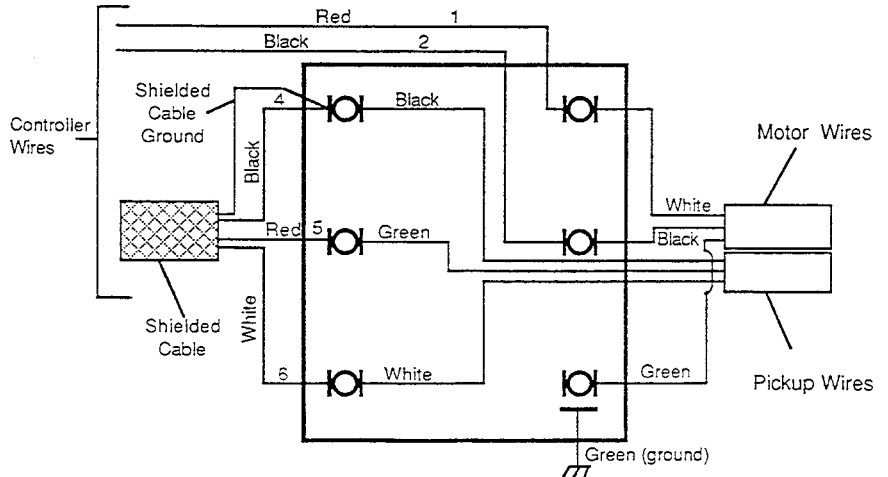 Red 1
Black 2
Shielded
Cable
Ground
4
Black
Controller
Wires
Motor Wires
Black
White
Red 5
Green
Black
Shielded
Cable
White
6
White
Green
Pickup Wires
Green (ground)